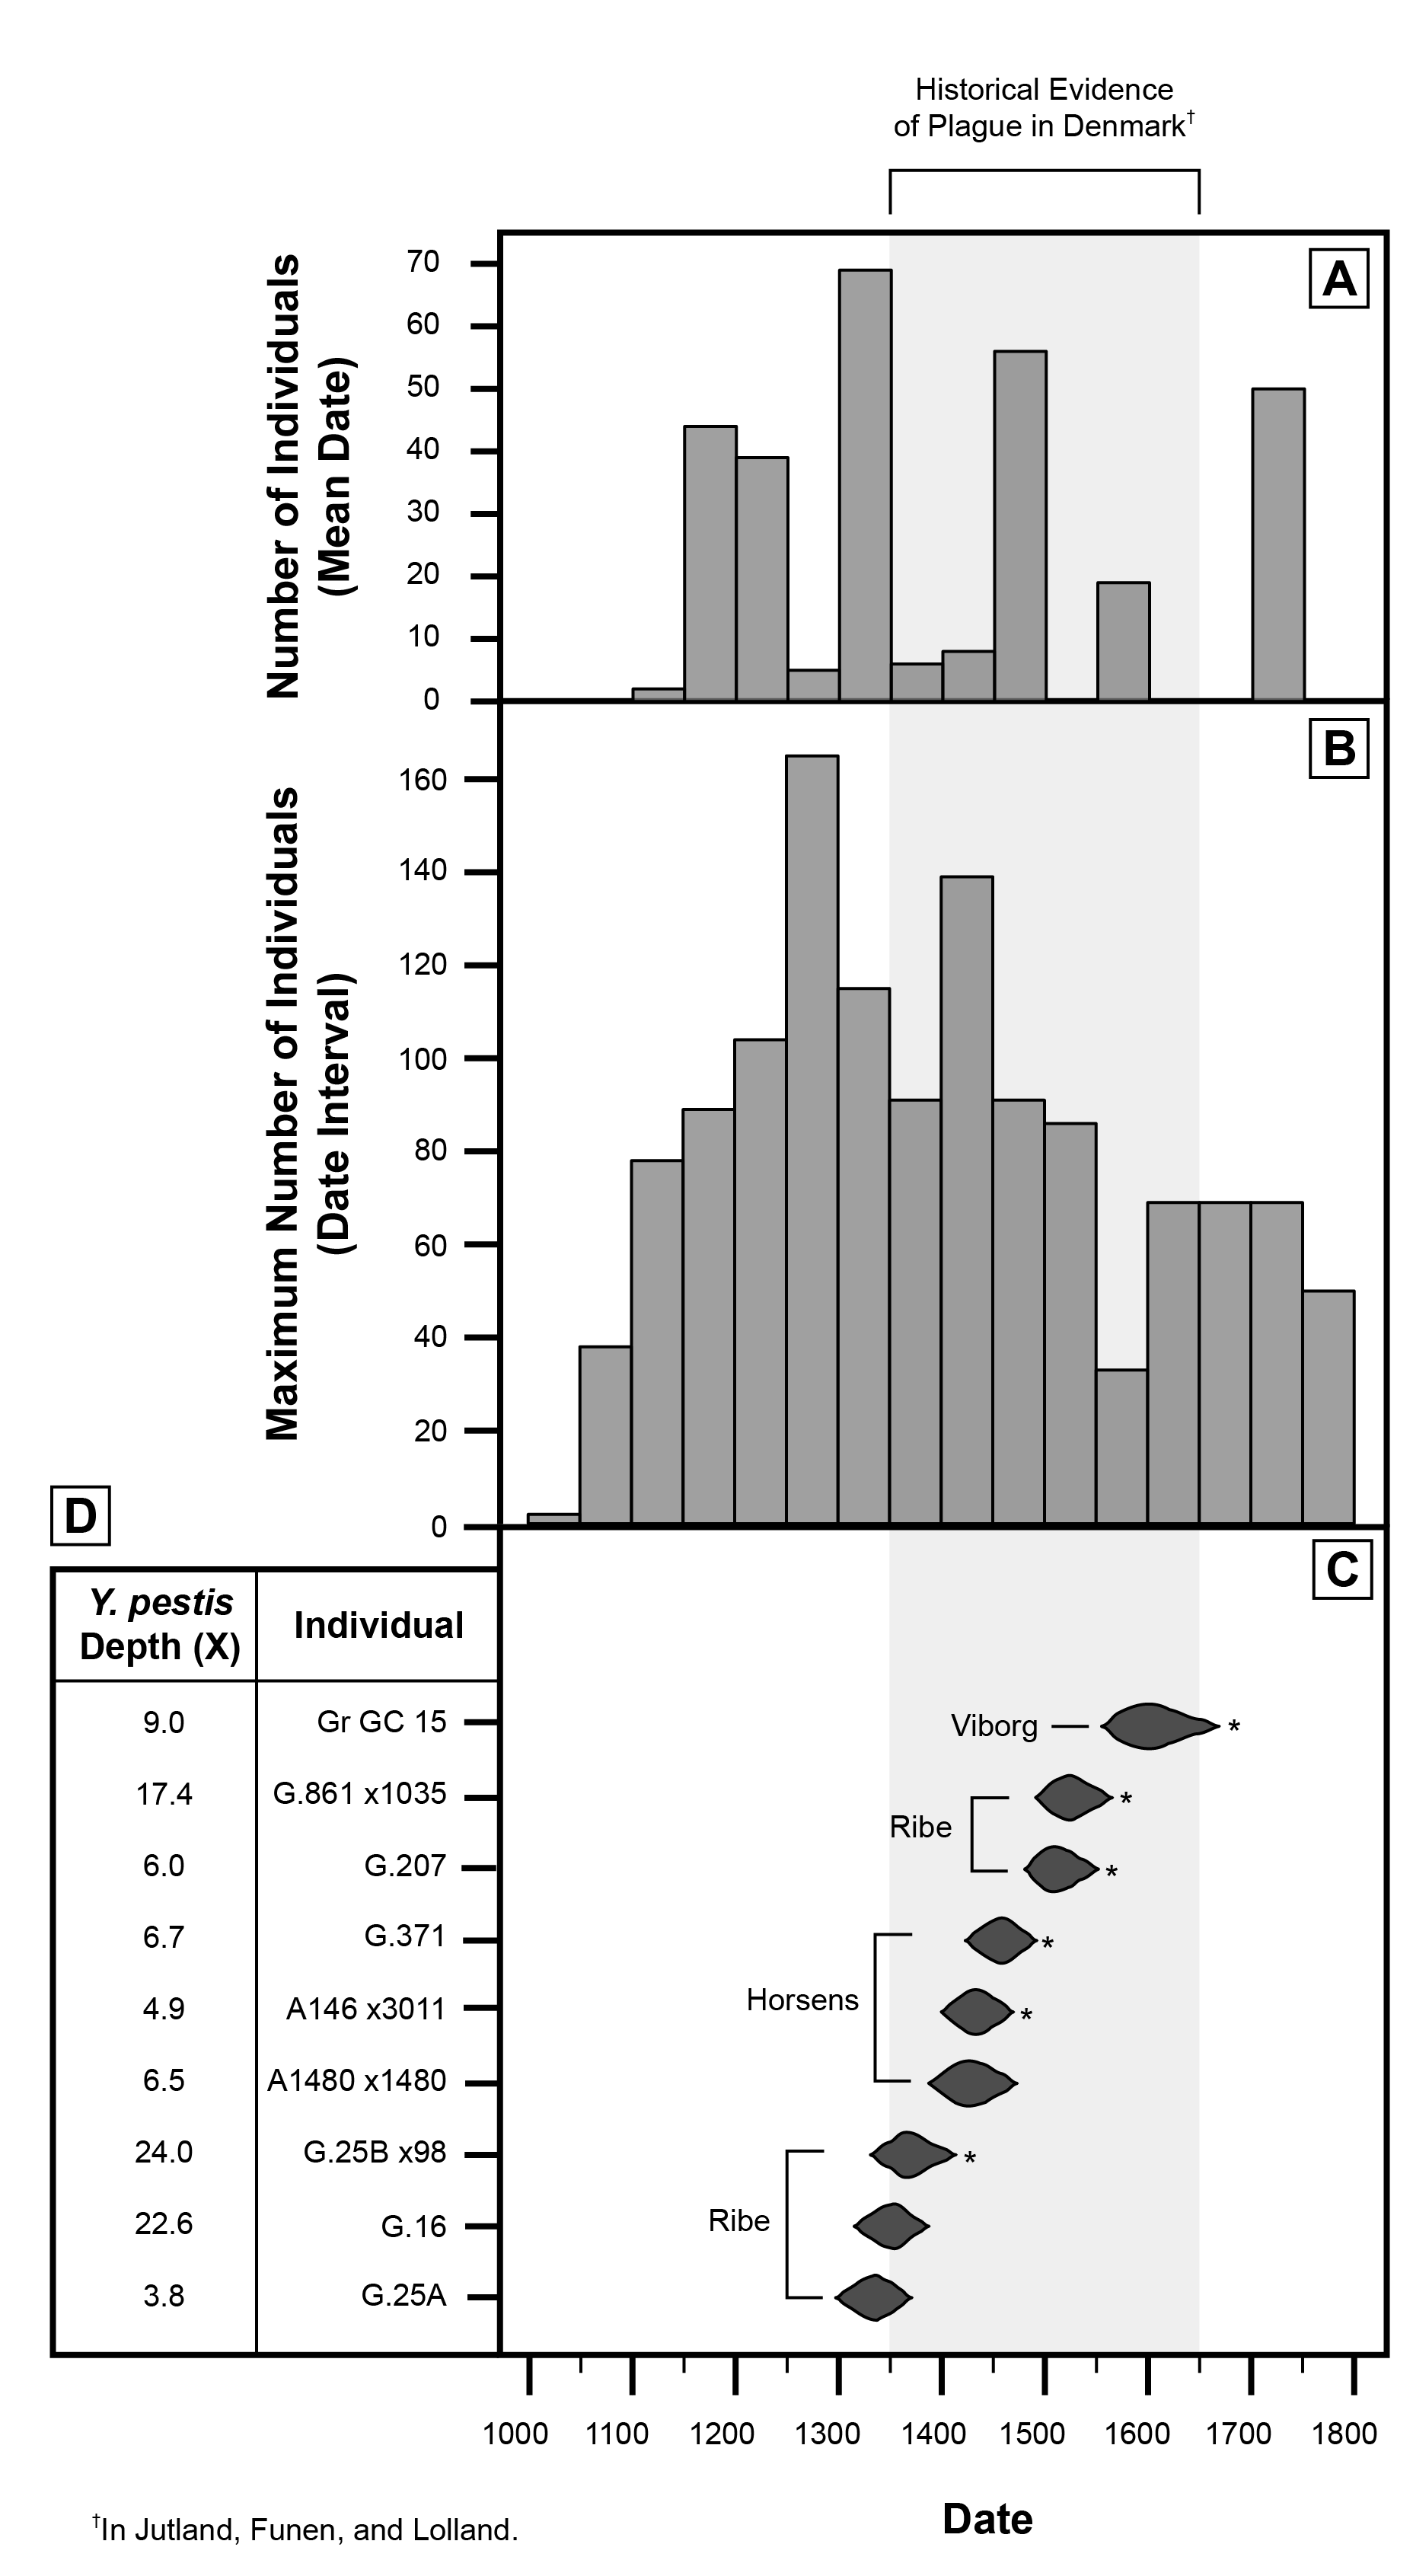 Historical Evidence
of Plague in Denmark†
Number of Individuals
(Mean Date)
70
60
50
40
30
20
10
0
A
Maximum Number of Individuals
(Date Interval)
160
140
120
100
80
60
40
20
0
B
D
C
Y. pestis
Depth (X)
Individual
9.0 Gr GC 15 Viborg *
17.4 G.861 x1035 *
Ribe
6.0 G.207 *
6.7 G.371 *
Horsens
4.9 A146 x3011 *
6.5 A1480 x1480
24.0 G.25B x98 *
Ribe
22.6 G.16
3.8 G.25A
1000 1100 1200 1300 1400 1500 1600 1700 1800
Date
†In Jutland, Funen, and Lolland.